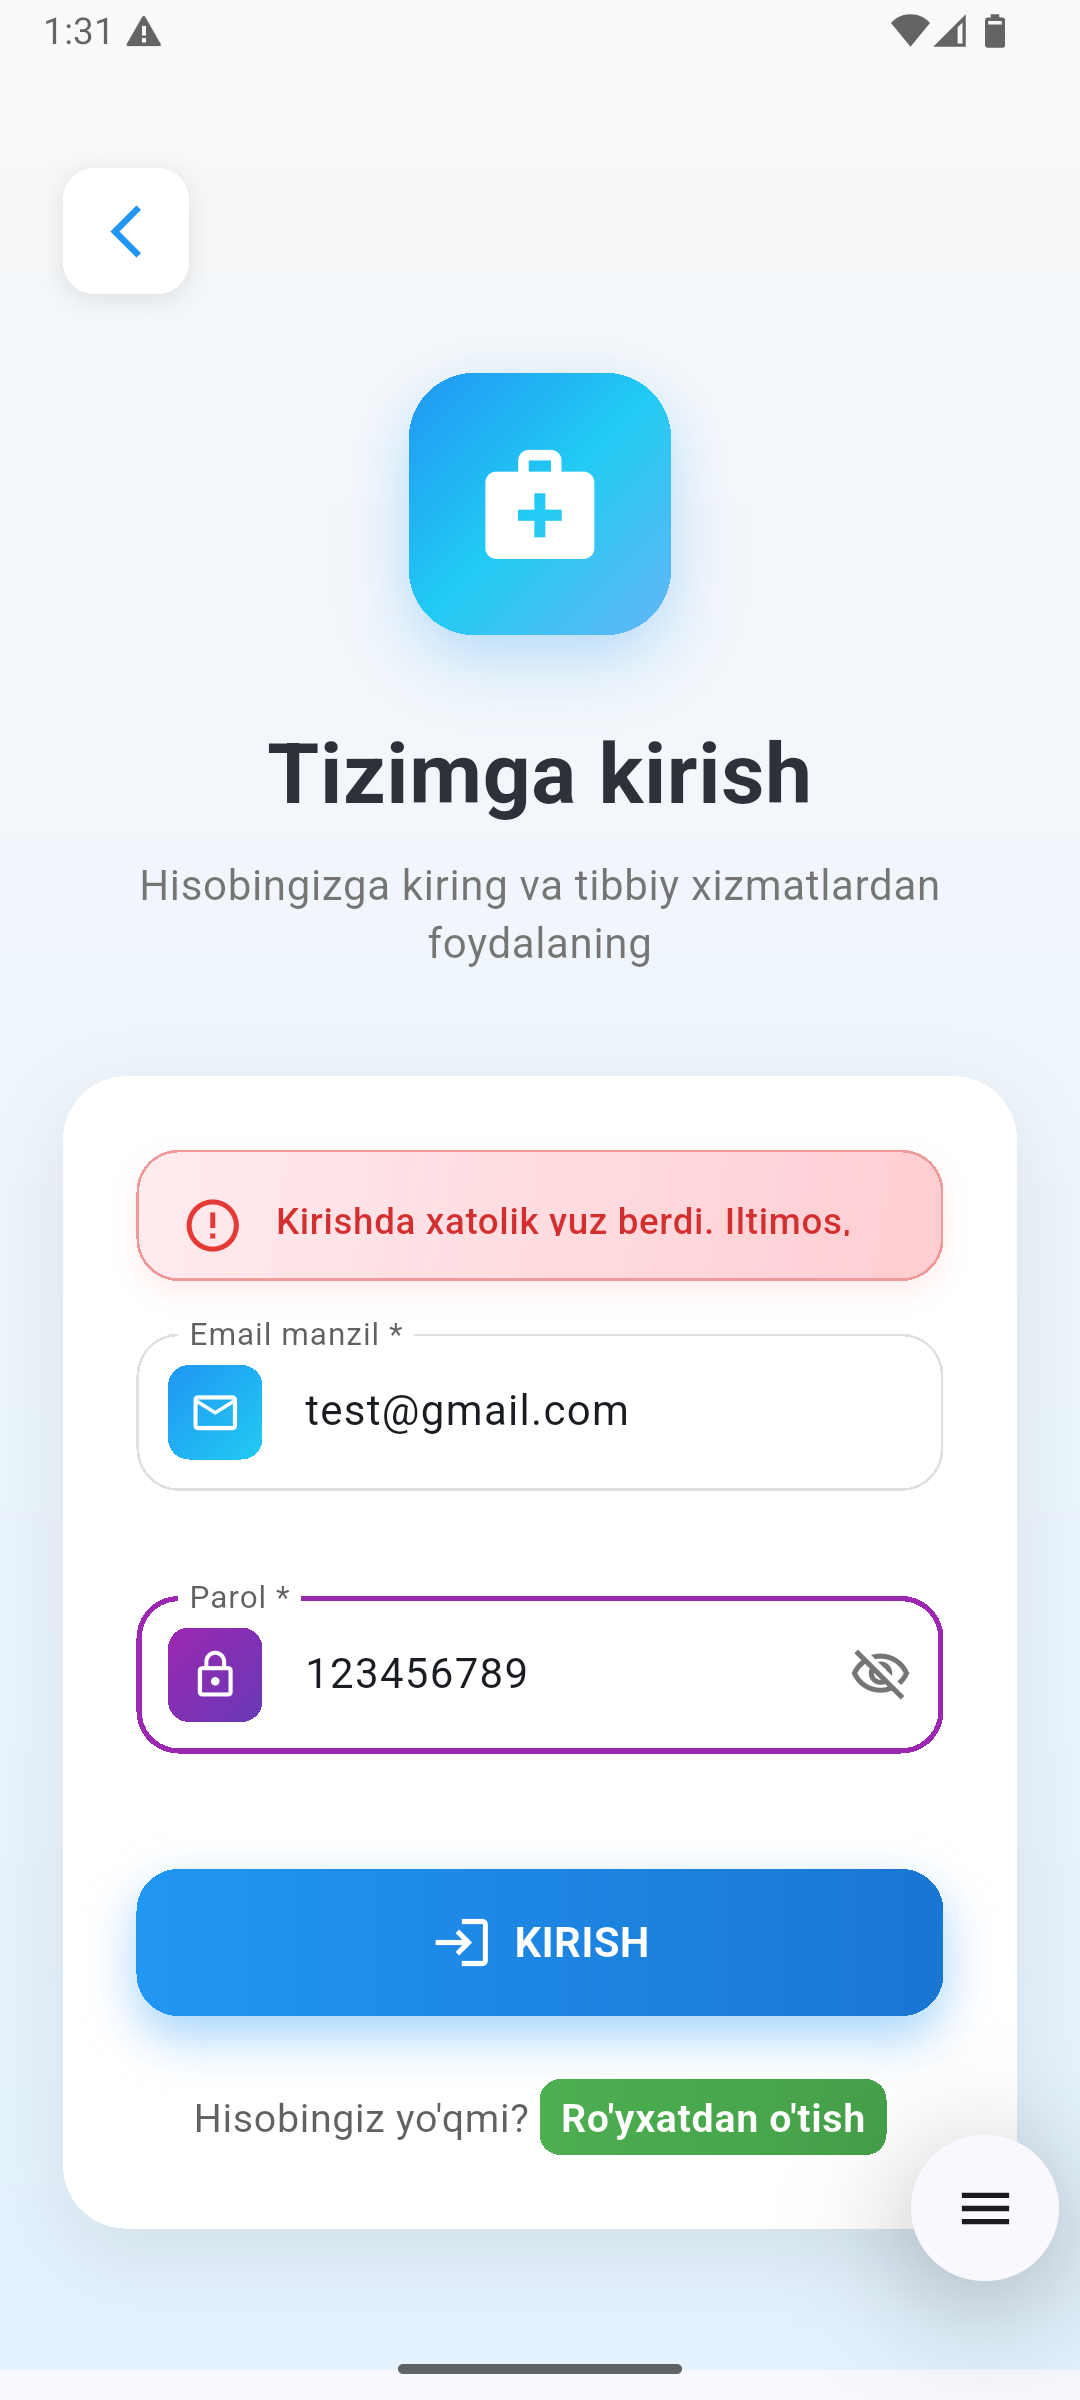 1:31
Tizimga kirish
Hisobingizga kiring va tibbiy xizmatlardan
foydalaning
Kirishda xatolik yuz berdi. Iltimos,
Email manzil *
test@gmail.com
Parol *
123456789
KIRISH
Hisobingiz yo'qmi? Ro'yxatdan o'tish